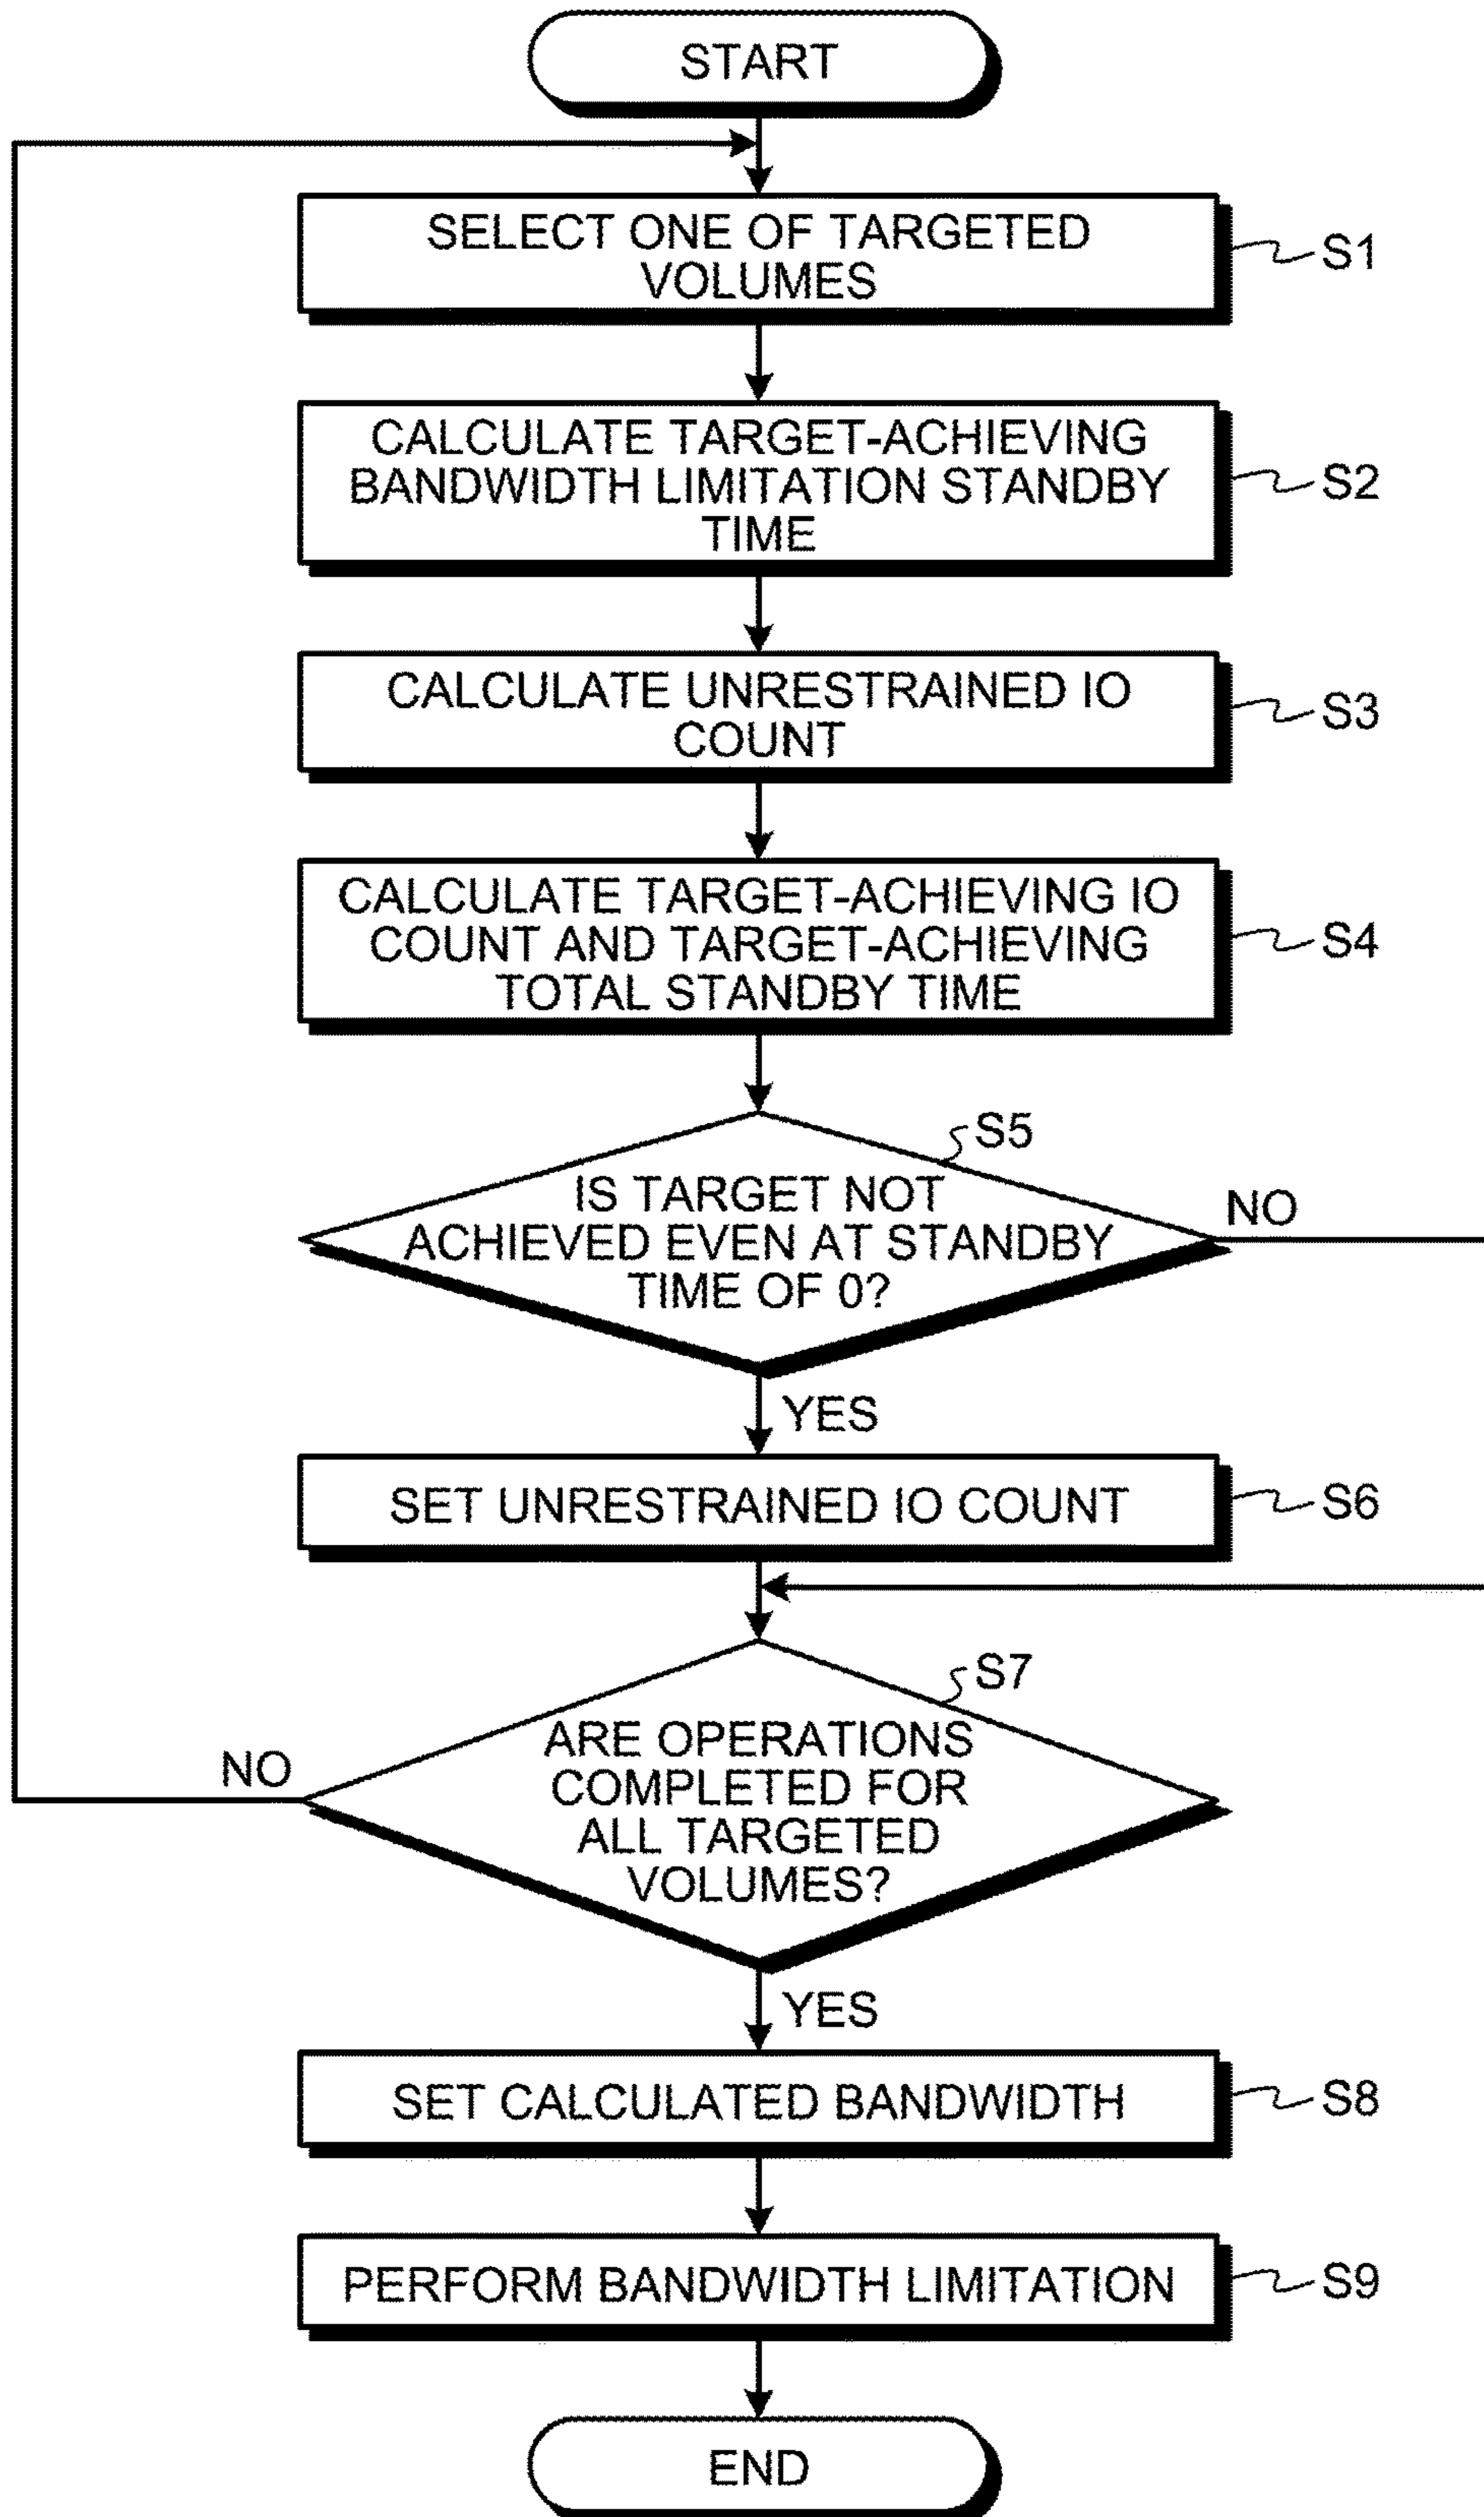 START
SELECT ONE OF TARGETED
VOLUMES
S1
CALCULATE TARGET-ACHIEVING
BANDWIDTH LIMITATION STANDBY
TIME
S2
CALCULATE UNRESTRAINED IO
COUNT
S3
CALCULATE TARGET-ACHIEVING IO
COUNT AND TARGET-ACHIEVING
TOTAL STANDBY TIME
S4
S5
IS TARGET NOT
ACHIEVED EVEN AT STANDBY
TIME OF 0?
NO
YES
SET UNRESTRAINED IO COUNT
S6
S7
ARE OPERATIONS
COMPLETED FOR
ALL TARGETED
VOLUMES?
NO
YES
SET CALCULATED BANDWIDTH
S8
PERFORM BANDWIDTH LIMITATION
S9
END